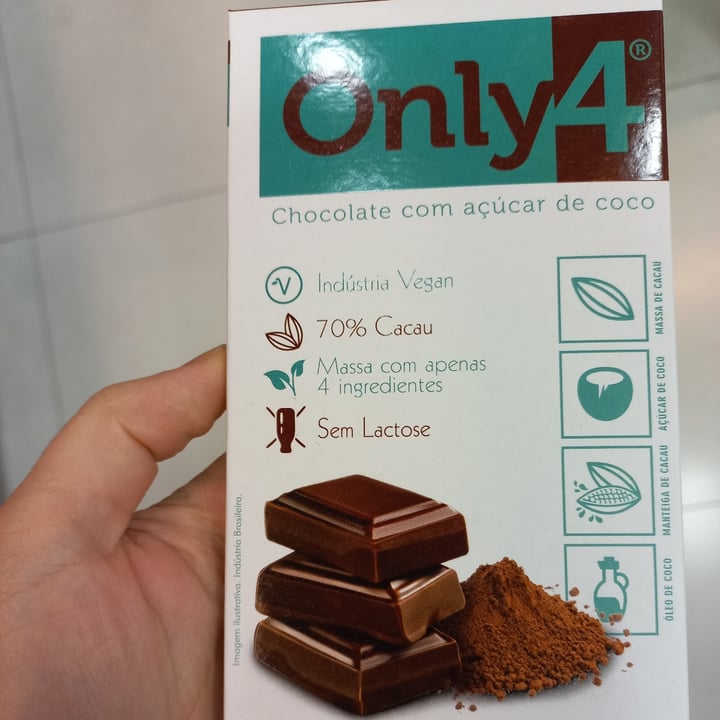 Only4®
Chocolate com açúcar de coco
V
Indústria Vegan
70% Cacau
Massa com apenas
4 ingredientes
Sem Lactose
MASSA DE CACAU
AÇÚCAR DE COCO
MANTEIGA DE CACAU
ÓLEO DE COCO
Imagem ilustrativa. Indústria Brasileira.